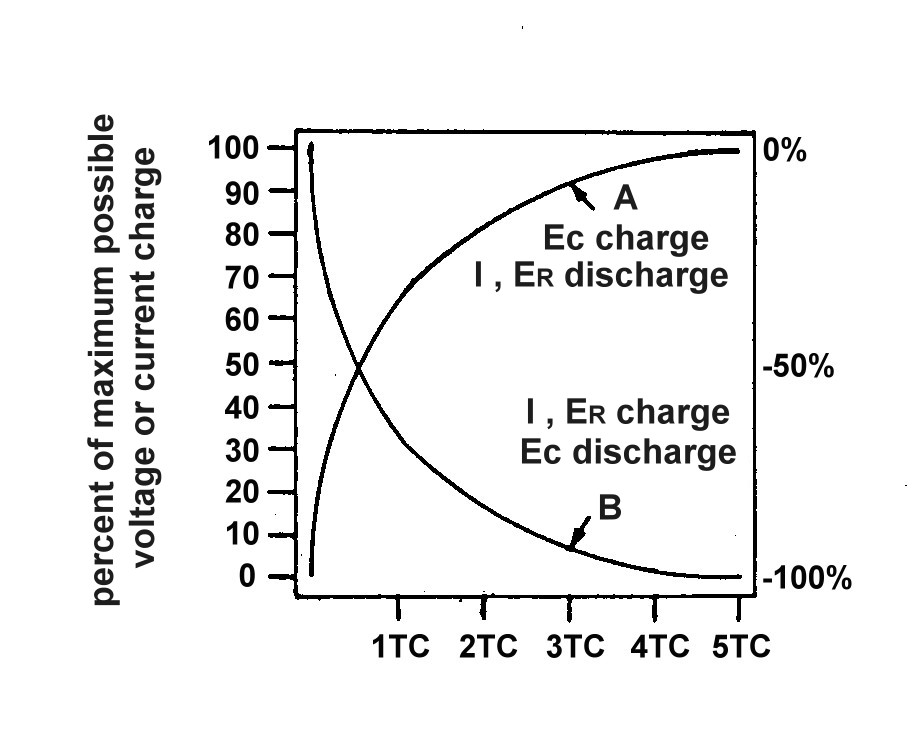 percent of maximum possible
voltage or current charge
100
90
80
70
60
50
40
30
20
10
0
0%
-50%
-100%
A
Ec charge
I , ER discharge
I , ER charge
Ec discharge
B
1TC 2TC 3TC 4TC 5TC